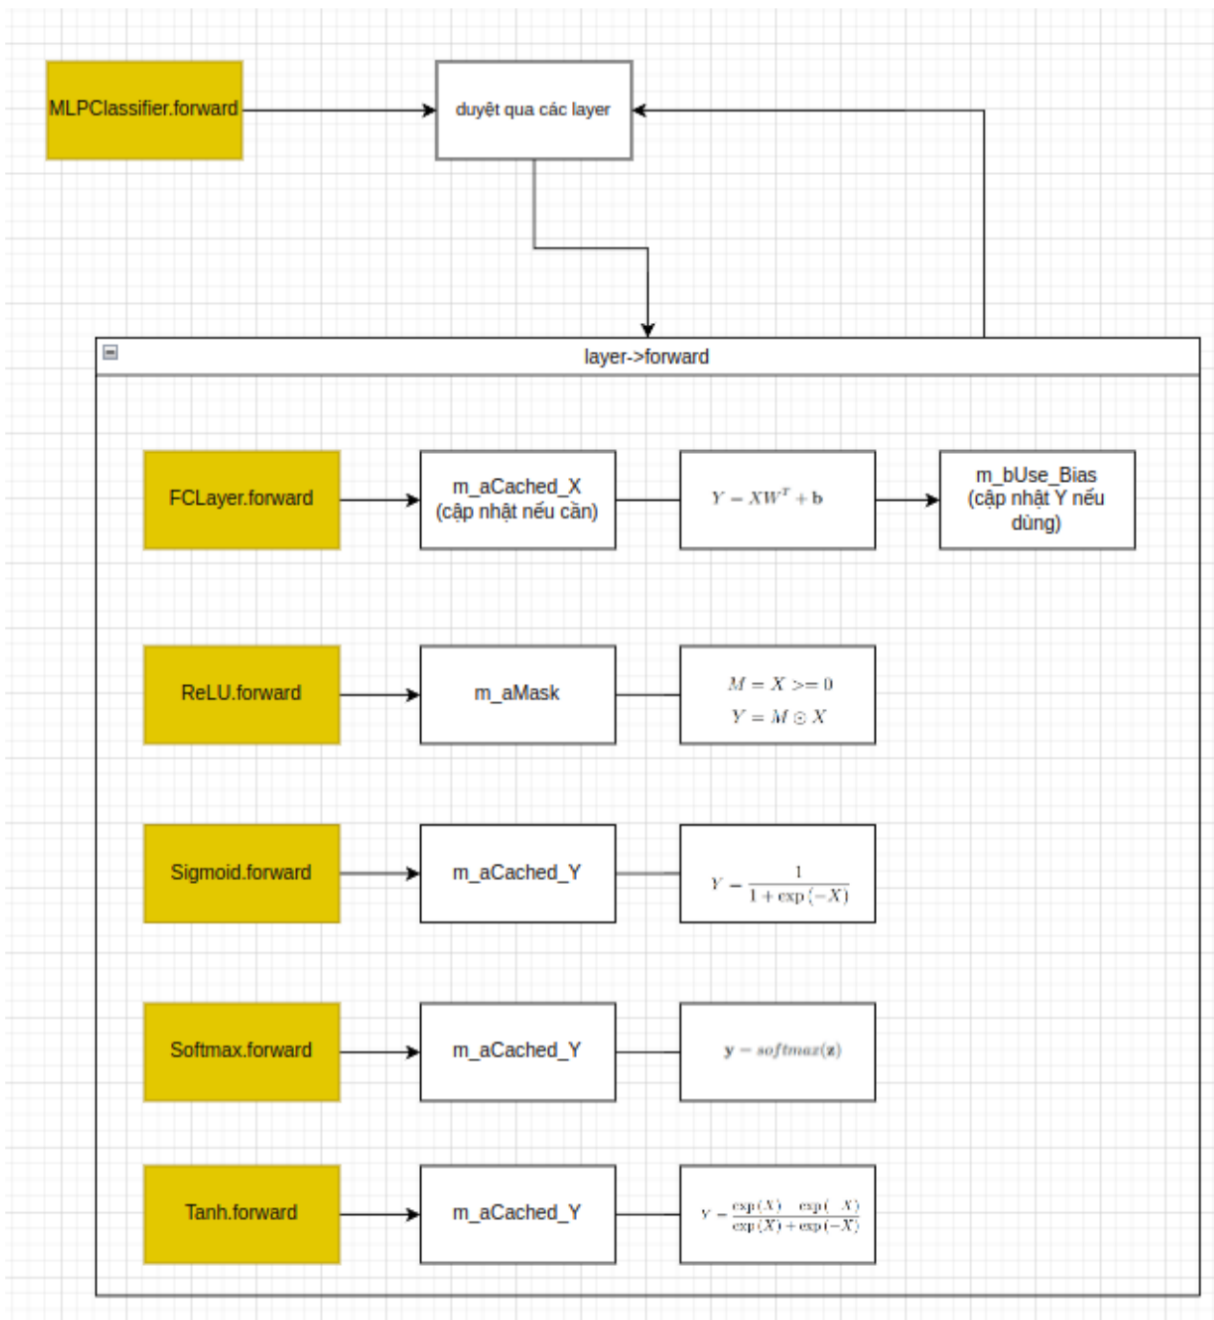 MLPClassifier.forward
duyệt qua các layer
layer->forward
FCLayer.forward
m_aCached_X
(cập nhật nếu cần)
Y = XW^T + b
m_bUse_Bias
(cập nhật Y nếu
dùng)
ReLU.forward
m_aMask
M = X >= 0
Y = M ⊙ X
Sigmoid.forward
m_aCached_Y
Y = 1 / (1 + exp (−X))
Softmax.forward
m_aCached_Y
y = softmax(z)
Tanh.forward
m_aCached_Y
Y = (exp (X) − exp (−X)) / (exp (X) + exp (−X))